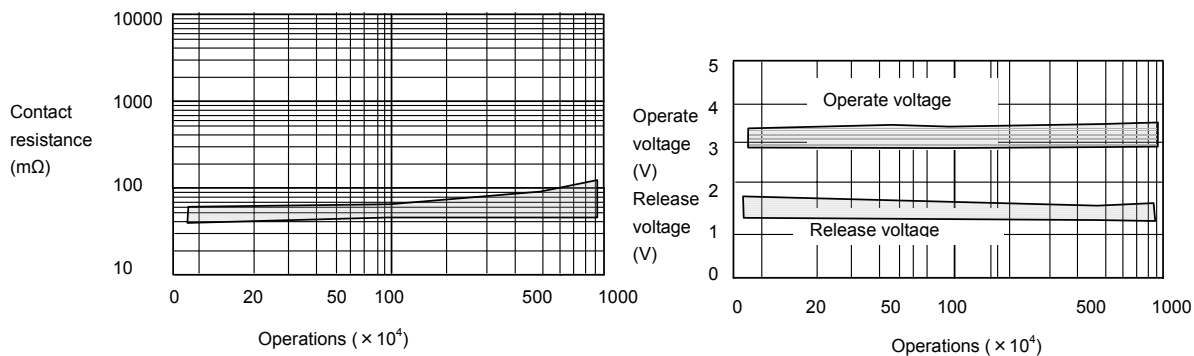 10000
1000
100
10
Contact
resistance
(mΩ)
0 20 50 100 500 1000
Operations ( × 10⁴)
5
4
3
2
1
0
Operate
voltage
(V)
Release
voltage
(V)
Operate voltage
Release voltage
0 20 50 100 500 1000
Operations ( × 10⁴)